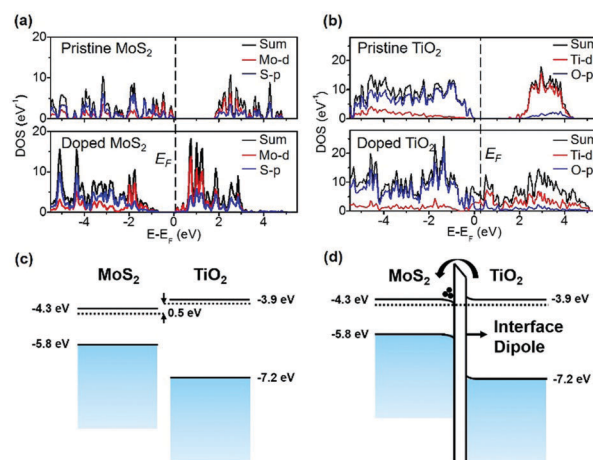 (a)
Pristine MoS2
Sum
Mo-d
S-p
20
10
0
Doped MoS2
EF
Sum
Mo-d
S-p
20
10
0
DOS (eV-1)
-4 -2 0 2 4
E-EF (eV)
(b)
Pristine TiO2
Sum
Ti-d
O-p
20
10
0
Doped TiO2
EF
Sum
Ti-d
O-p
30
20
10
0
DOS (eV-1)
-4 -2 0 2 4
E-EF (eV)
(c)
MoS2
TiO2
-4.3 eV
-3.9 eV
0.5 eV
-5.8 eV
-7.2 eV
(d)
MoS2
TiO2
-4.3 eV
-3.9 eV
-5.8 eV
Interface
Dipole
-7.2 eV